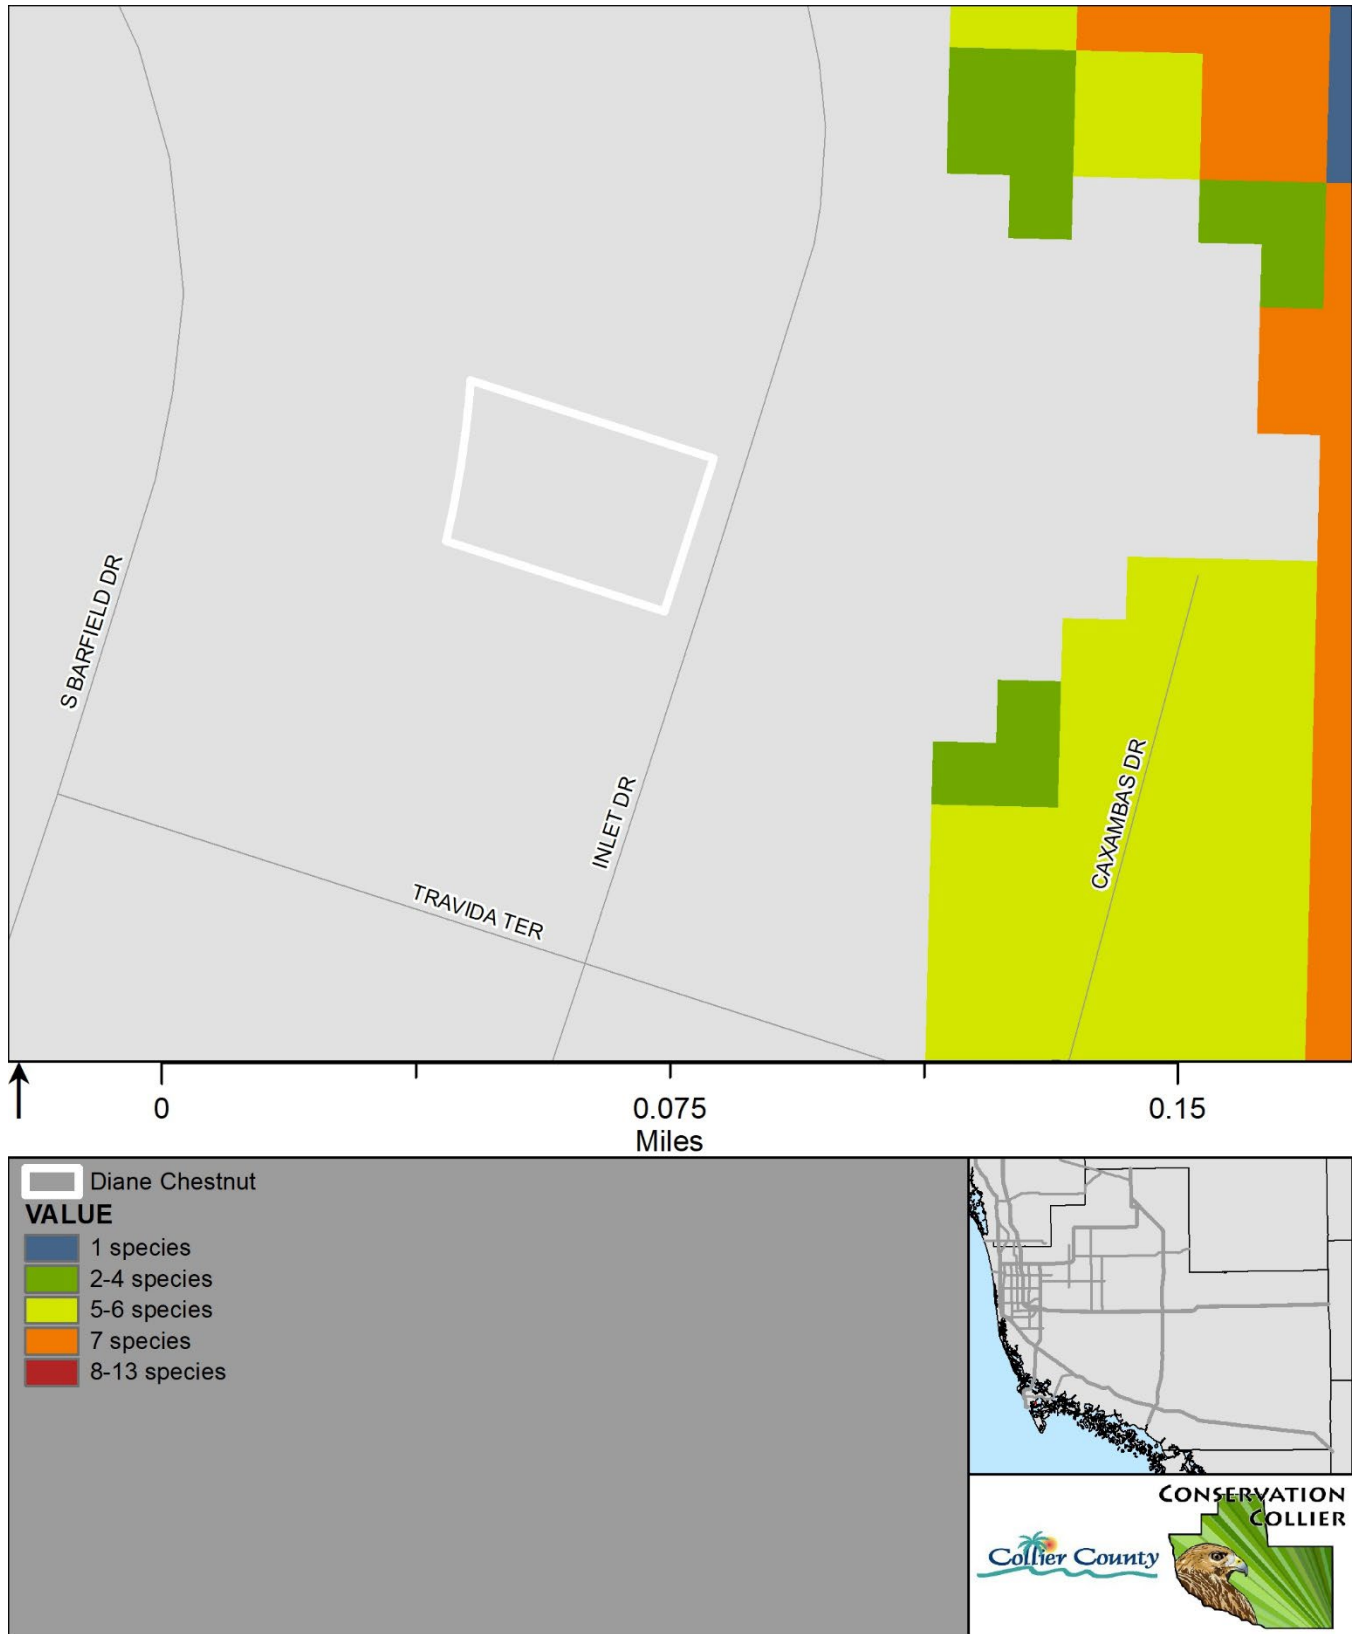 S BARFIELD DR
INLET DR
CAXAMBAS DR
TRAVIDA TER
0 0.075 0.15
Miles
Diane Chestnut
VALUE
1 species
2-4 species
5-6 species
7 species
8-13 species
CONSERVATION
COLLIER
Collier County